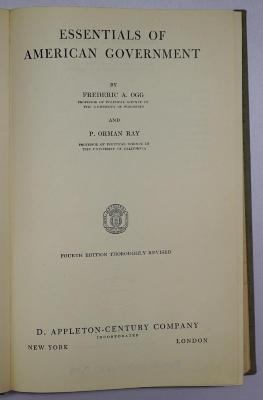 ESSENTIALS OF
AMERICAN GOVERNMENT
BY
FREDERIC A. OGG
PROFESSOR OF POLITICAL SCIENCE IN
THE UNIVERSITY OF WISCONSIN
AND
P. ORMAN RAY
PROFESSOR OF POLITICAL SCIENCE IN
THE UNIVERSITY OF CALIFORNIA
FOURTH EDITION THOROUGHLY REVISED
D. APPLETON-CENTURY COMPANY
INCORPORATED
NEW YORK LONDON